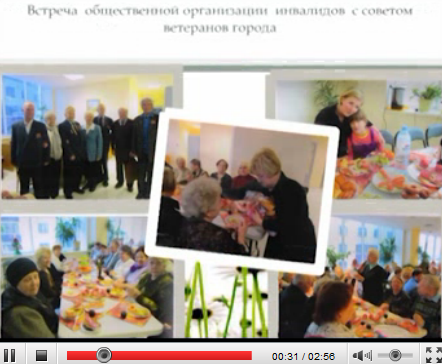 Встреча общественной организации инвалидов с советом
ветеранов города
00:31 / 02:56